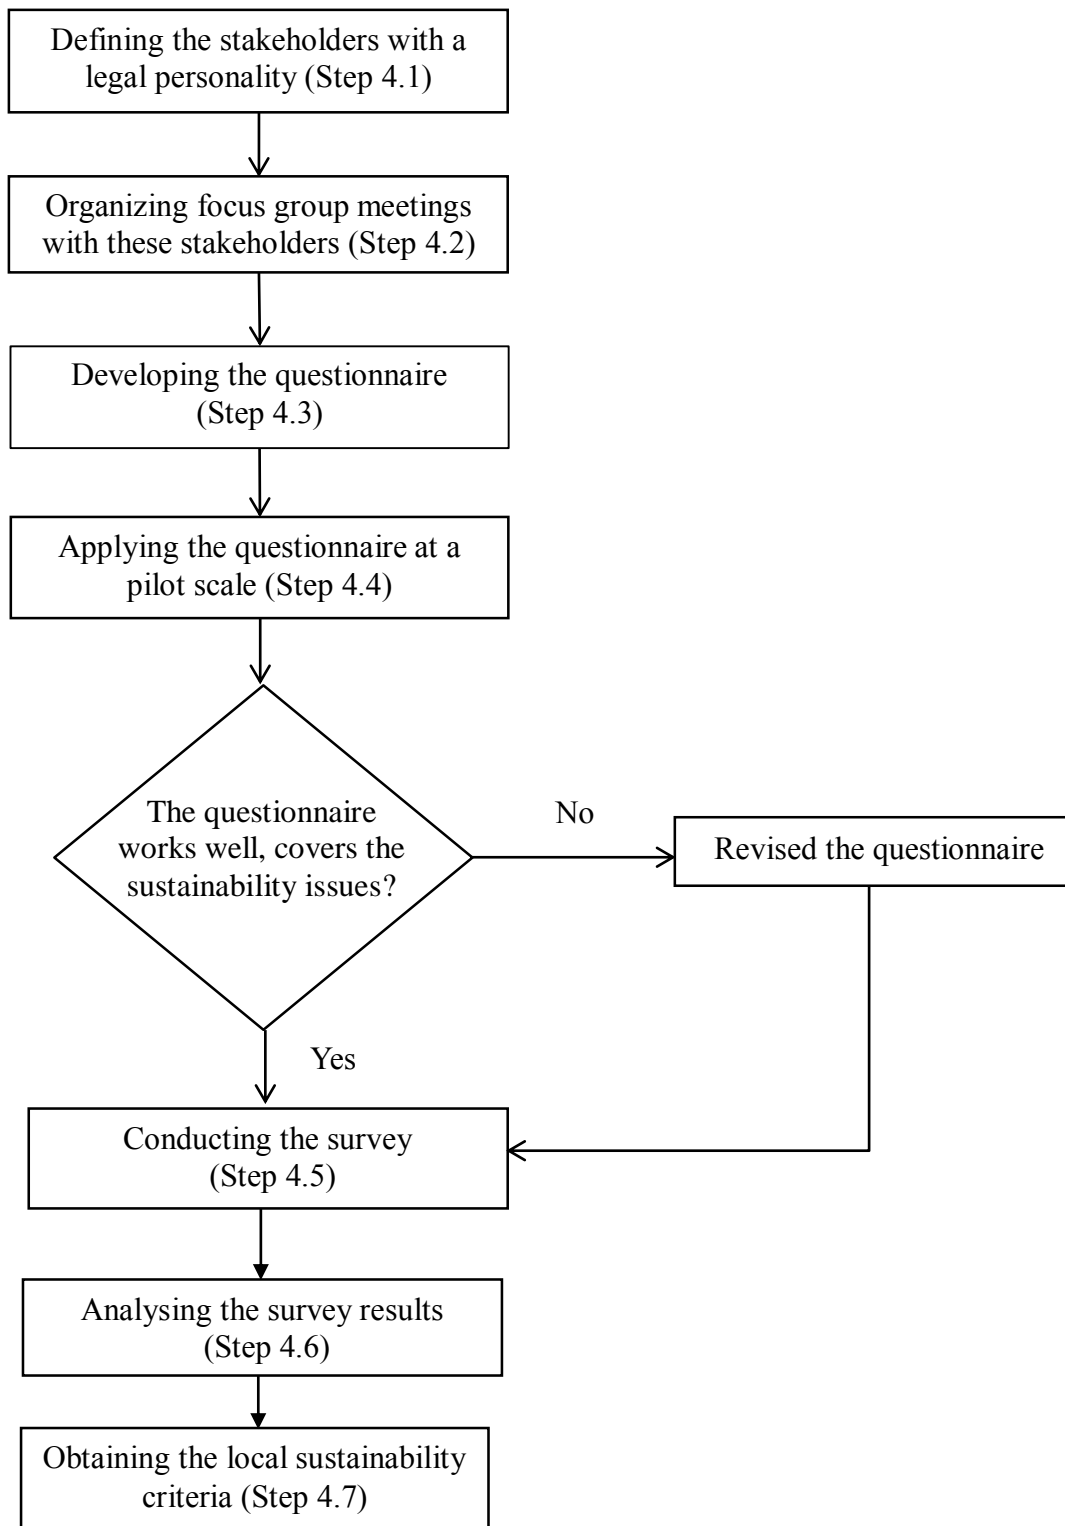 Defining the stakeholders with a
legal personality (Step 4.1)
Organizing focus group meetings
with these stakeholders (Step 4.2)
Developing the questionnaire
(Step 4.3)
Applying the questionnaire at a
pilot scale (Step 4.4)
The questionnaire
works well, covers the
sustainability issues?
No
Revised the questionnaire
Yes
Conducting the survey
(Step 4.5)
Analysing the survey results
(Step 4.6)
Obtaining the local sustainability
criteria (Step 4.7)